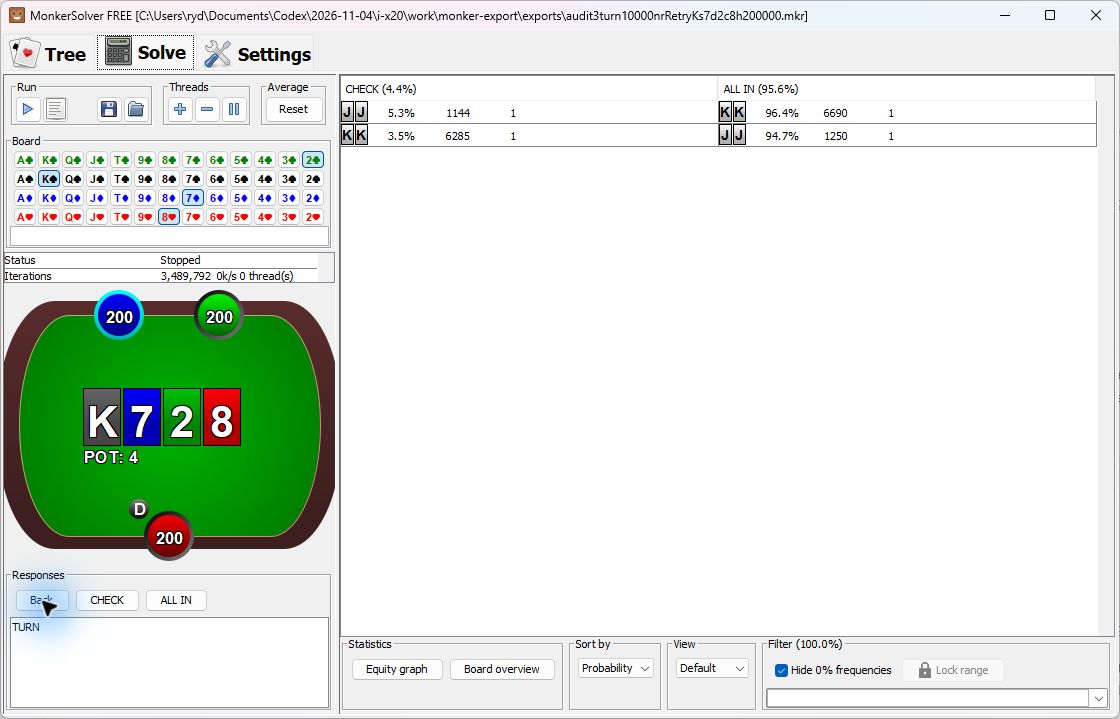 MonkerSolver FREE [C:\Users\ryd\Documents\Codex\2026-11-04\i-x20\work\monker-export\exports\audit3turn10000nrRetryKs7d2c8h200000.mkr]
Tree Solve Settings
Run Threads Average
Reset
Board
A♣ K♣ Q♣ J♣ T♣ 9♣ 8♣ 7♣ 6♣ 5♣ 4♣ 3♣ 2♣
A♠ K♠ Q♠ J♠ T♠ 9♠ 8♠ 7♠ 6♠ 5♠ 4♠ 3♠ 2♠
A♦ K♦ Q♦ J♦ T♦ 9♦ 8♦ 7♦ 6♦ 5♦ 4♦ 3♦ 2♦
A♥ K♥ Q♥ J♥ T♥ 9♥ 8♥ 7♥ 6♥ 5♥ 4♥ 3♥ 2♥
Status Stopped
Iterations 3,489,792 0k/s 0 thread(s)
200 200
K 7 2 8
POT: 4
D
200
Responses
Back CHECK ALL IN
TURN
CHECK (4.4%) ALL IN (95.6%)
J J 5.3% 1144 1 K K 96.4% 6690 1
K K 3.5% 6285 1 J J 94.7% 1250 1
Statistics Sort by View Filter (100.0%)
Equity graph Board overview Probability Default Hide 0% frequencies Lock range